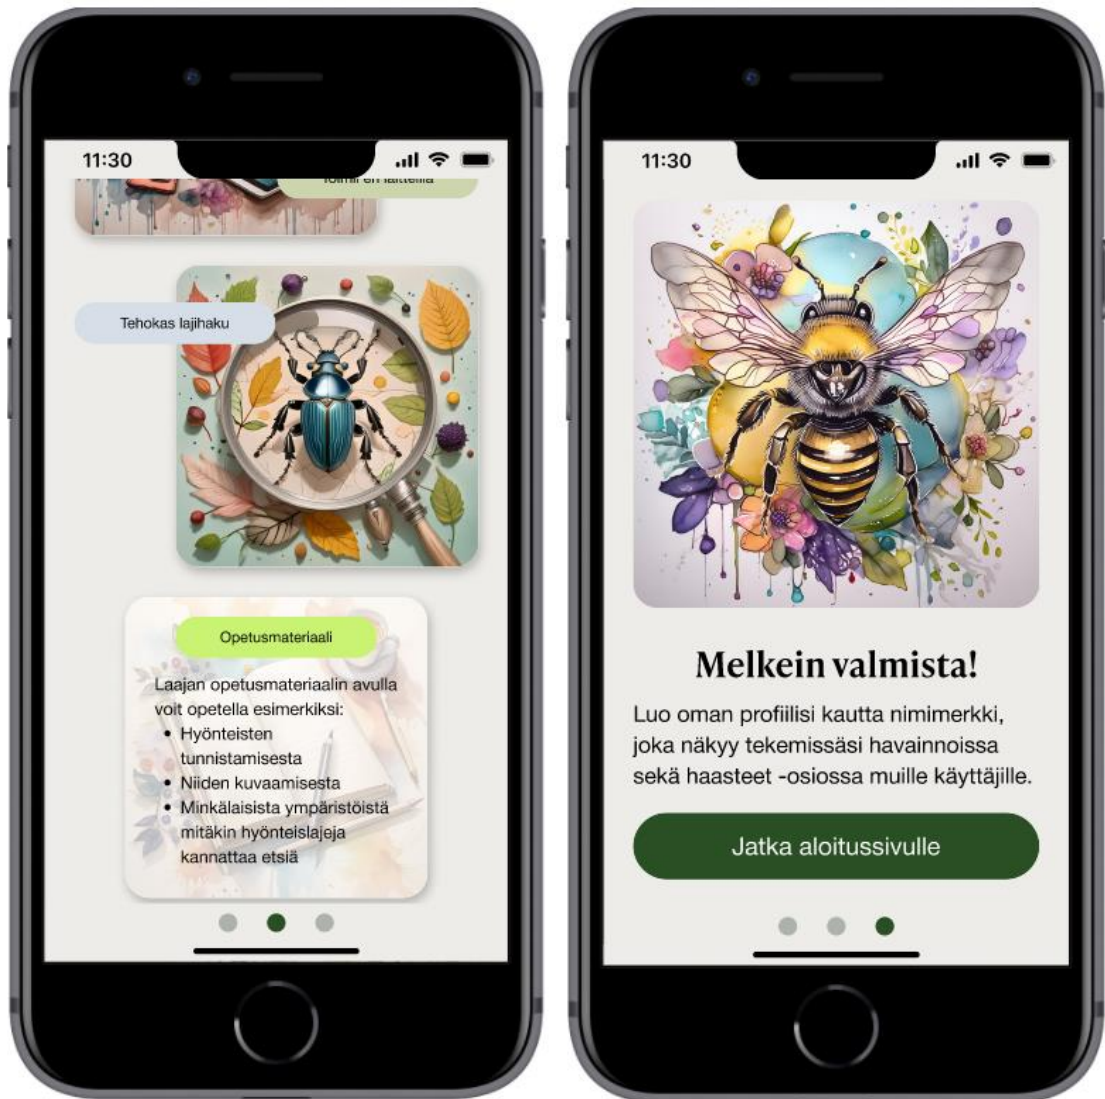 11:30
Tehokas lajihaku
Opetusmateriaali
Laajan opetusmateriaalin avulla
voit opetella esimerkiksi:
• Hyönteisten
tunnistamisesta
• Niiden kuvaamisesta
• Minkälaisista ympäristöistä
mitäkin hyönteislajeja
kannattaa etsiä
11:30
Melkein valmista!
Luo oman profiilisi kautta nimimerkki,
joka näkyy tekemissäsi havainnoissa
sekä haasteet -osiossa muille käyttäjille.
Jatka aloitussivulle